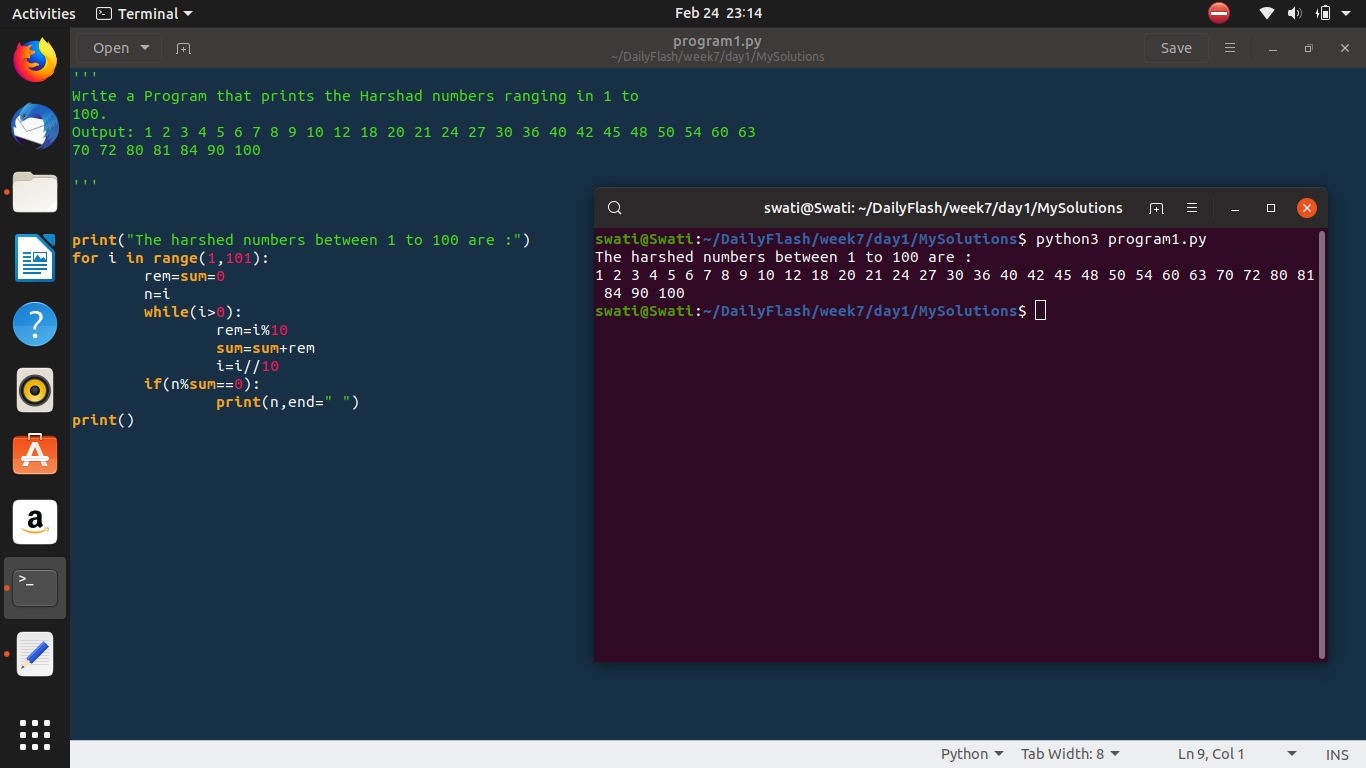 Activities Terminal Feb 24 23:14
Open program1.py Save
~/DailyFlash/week7/day1/MySolutions
'''
Write a Program that prints the Harshad numbers ranging in 1 to
100.
Output: 1 2 3 4 5 6 7 8 9 10 12 18 20 21 24 27 30 36 40 42 45 48 50 54 60 63
70 72 80 81 84 90 100
'''
print("The harshed numbers between 1 to 100 are :")
for i in range(1,101):
rem=sum=0
n=i
while(i>0):
rem=i%10
sum=sum+rem
i=i//10
if(n%sum==0):
print(n,end=" ")
print()
swati@Swati: ~/DailyFlash/week7/day1/MySolutions
swati@Swati:~/DailyFlash/week7/day1/MySolutions$ python3 program1.py
The harshed numbers between 1 to 100 are :
1 2 3 4 5 6 7 8 9 10 12 18 20 21 24 27 30 36 40 42 45 48 50 54 60 63 70 72 80 81
84 90 100
swati@Swati:~/DailyFlash/week7/day1/MySolutions$
a
>_
Python Tab Width: 8 Ln 9, Col 1 INS